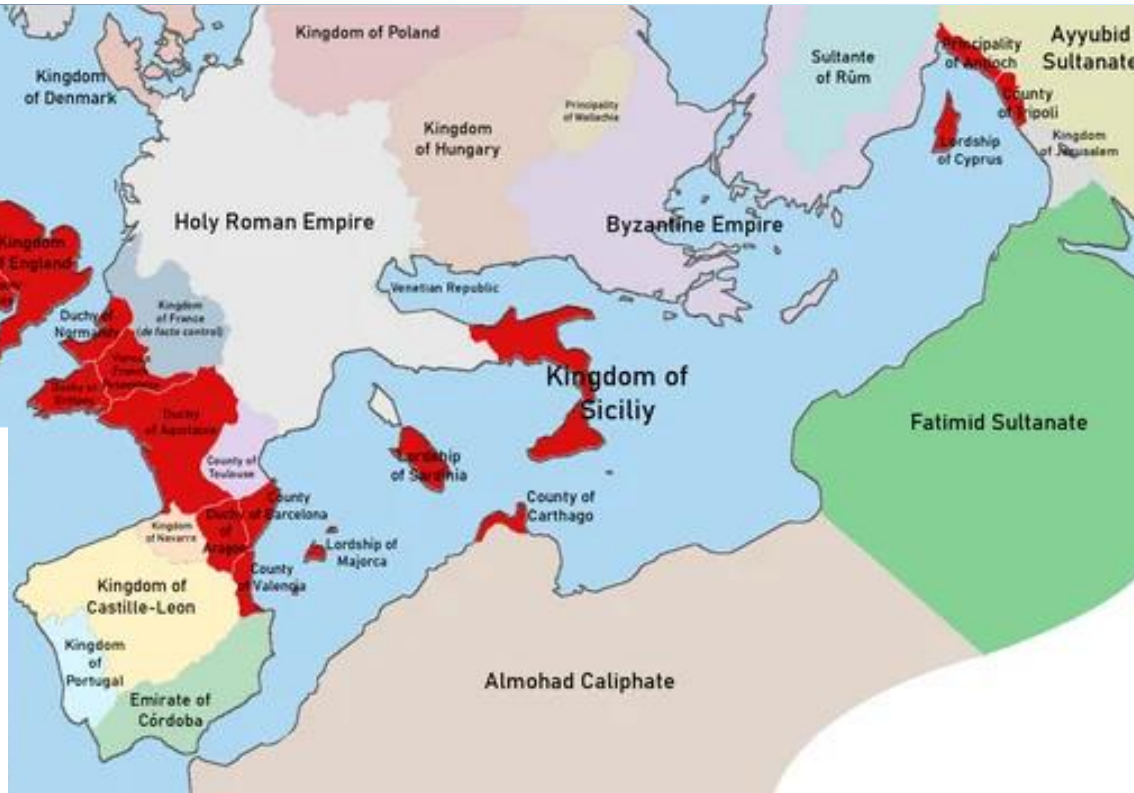 Kingdom of Poland
Ayyubid
Sultanate
Principality
of Antioch
Sultante
of Rûm
Kingdom
of Denmark
County
of Tripoli
Principality
of Wallachia
Kingdom
of Hungary
Kingdom
of Jerusalem
Lordship
of Cyprus
Holy Roman Empire
Byzantine Empire
Kingdom
of England
Venetian Republic
Kingdom
of France
(de facto control)
Duchy of
Normandy
Various
French
Duchy of
Brittany
Kingdom of
Siciliy
Duchy
of Aquitaine
Fatimid Sultanate
County of
Toulouse
Lordship
of Sardinia
County
of Barcelona
County of
Carthago
Duchy
of
Aragon
Kingdom
of Navarre
Lordship of
Majorca
County
of Valencia
Kingdom of
Castille-Leon
Kingdom
of
Portugal
Almohad Caliphate
Emirate of
Córdoba